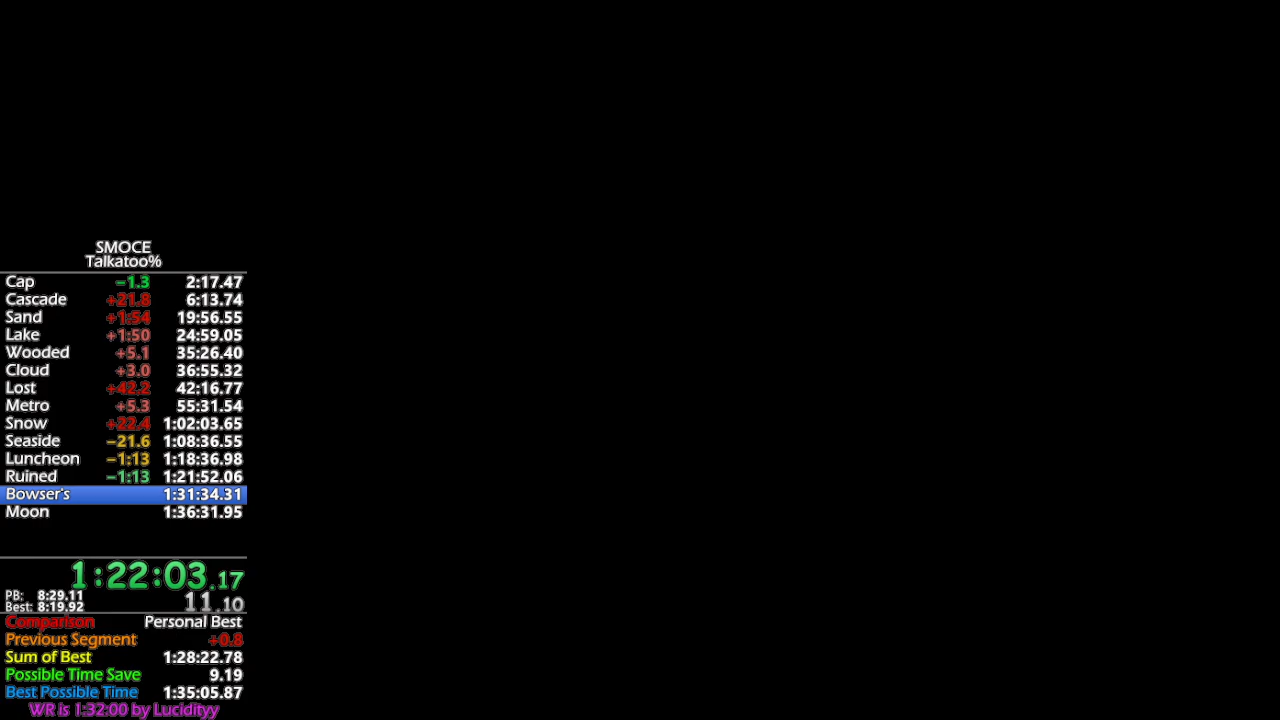 SMOCE
Talkatoo%
Cap −1.3 2:17.47
Cascade +21.8 6:13.74
Sand +1:54 19:56.55
Lake +1:50 24:59.05
Wooded +5.1 35:26.40
Cloud +3.0 36:55.32
Lost +42.2 42:16.77
Metro +5.3 55:31.54
Snow +22.4 1:02:03.65
Seaside −21.6 1:08:36.55
Luncheon −1:13 1:18:36.98
Ruined −1:13 1:21:52.06
Bowser's 1:31:34.31
Moon 1:36:31.95
1:22:03.17
PB: 8:29.11
Best: 8:19.92
11.10
Comparison Personal Best
Previous Segment +0.8
Sum of Best 1:28:22.78
Possible Time Save 9.19
Best Possible Time 1:35:05.87
WR is 1:32:00 by Lucidityy